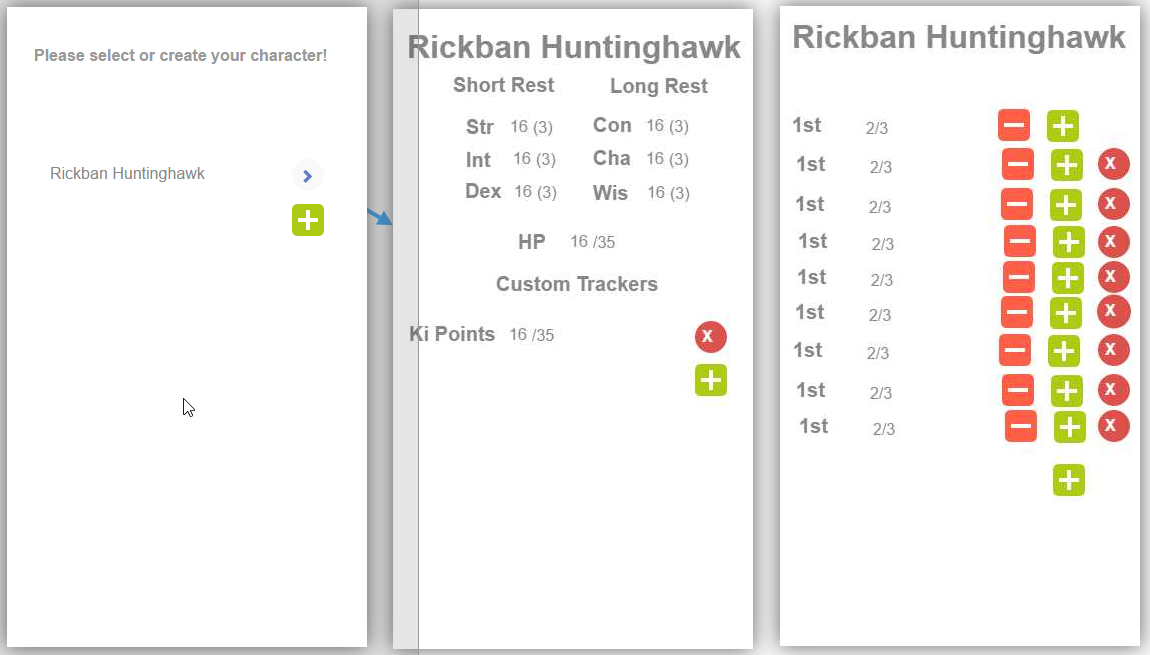 Please select or create your character!
Rickban Huntinghawk
Rickban Huntinghawk
Short Rest Long Rest
Str 16 (3) Con 16 (3)
Int 16 (3) Cha 16 (3)
Dex 16 (3) Wis 16 (3)
HP 16 /35
Custom Trackers
Ki Points 16 /35 X
Rickban Huntinghawk
1st 2/3
1st 2/3 X
1st 2/3 X
1st 2/3 X
1st 2/3 X
1st 2/3 X
1st 2/3 X
1st 2/3 X
1st 2/3 X